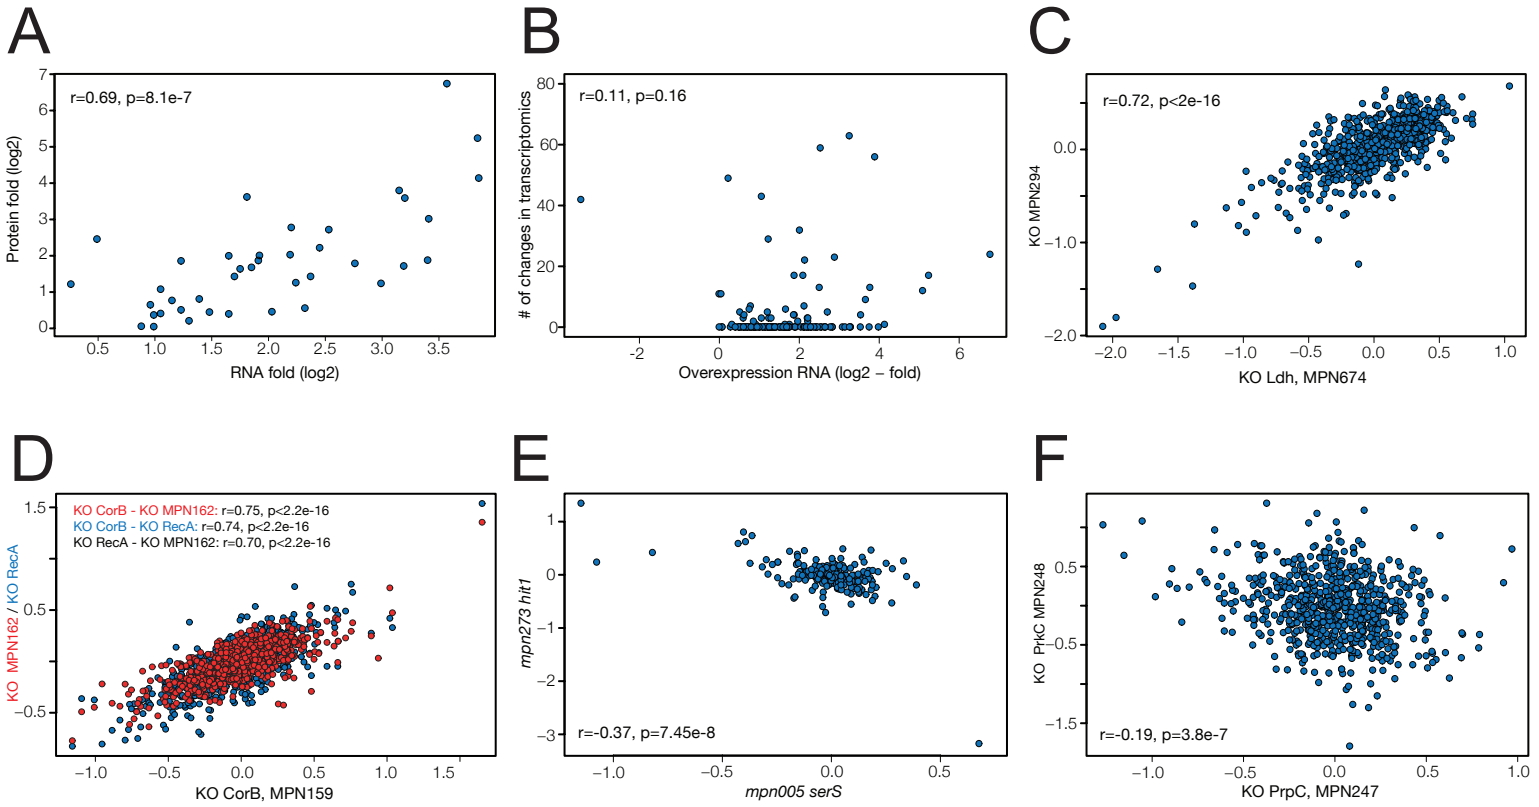 A
B
C
7
6
5
4
3
2
1
0
Protein fold (log2)
r=0.69, p=8.1e-7
0.5
1.0
1.5
2.0
2.5
3.0
3.5
RNA fold (log2)
80
60
40
20
0
# of changes in transcriptomics
r=0.11, p=0.16
-2
0
2
4
6
Overexpression RNA (log2 – fold)
0.0
−1.0
−2.0
KO MPN294
r=0.72, p<2e-16
−2.0
−1.5
−1.0
−0.5
0.0
0.5
1.0
KO Ldh, MPN674
D
E
F
1.5
0.5
−0.5
KO MPN162 / KO RecA
KO CorB - KO MPN162: r=0.75, p<2.2e-16
KO CorB - KO RecA: r=0.74, p<2.2e-16
KO RecA - KO MPN162: r=0.70, p<2.2e-16
−1.0
−0.5
0.0
0.5
1.0
1.5
KO CorB, MPN159
1
0
−1
−2
−3
mpn273 hit1
r=-0.37, p=7.45e-8
−1.0
−0.5
0.0
0.5
mpn005 serS
0.5
−0.5
−1.5
KO PrkC MPN248
r=-0.19, p=3.8e-7
−1.0
−0.5
0.0
0.5
1.0
KO PrpC, MPN247